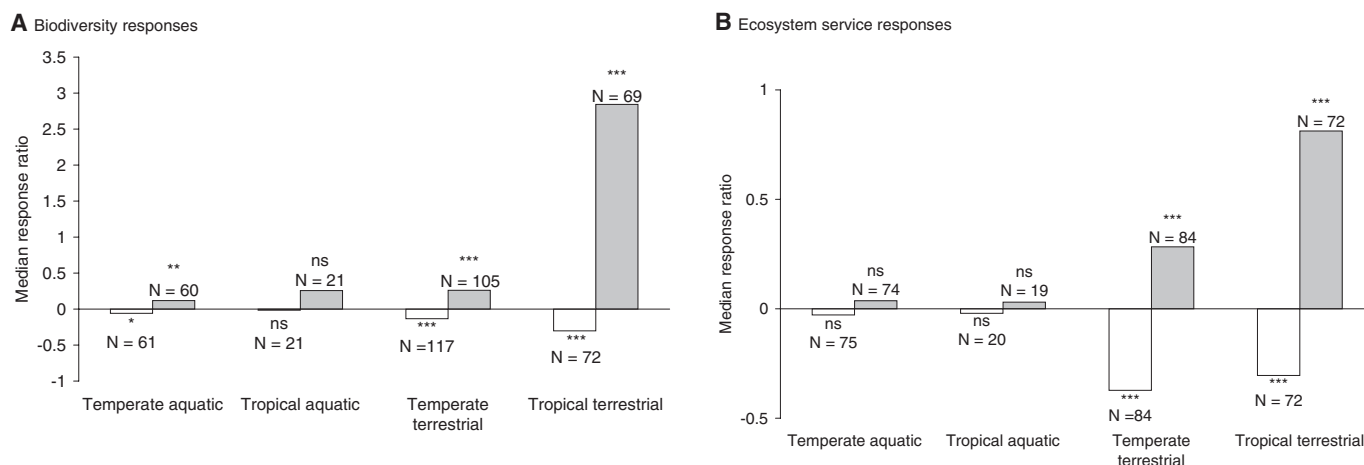 A Biodiversity responses
3.5
3
2.5
2
1.5
1
0.5
0
-0.5
-1
Median response ratio
**
N = 60
*
N = 61
ns
N = 21
ns
N = 21
***
N = 105
***
N =117
***
N = 69
***
N = 72
Temperate aquatic
Tropical aquatic
Temperate
terrestrial
Tropical terrestrial
B Ecosystem service responses
1
0.5
0
-0.5
Median response ratio
ns
N = 74
ns
N = 75
ns
N = 19
ns
N = 20
***
N = 84
***
N =84
***
N = 72
***
N = 72
Temperate aquatic
Tropical aquatic
Temperate
terrestrial
Tropical terrestrial